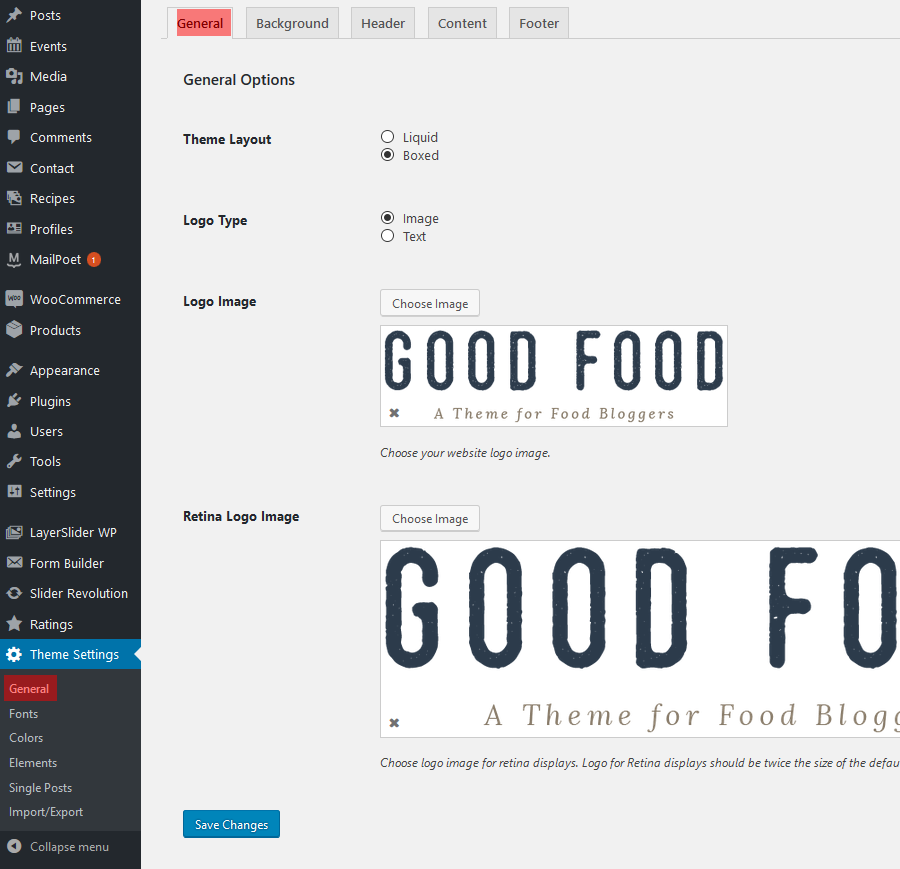 Posts
Events
Media
Pages
Comments
Contact
Recipes
Profiles
MailPoet 1
WooCommerce
Products
Appearance
Plugins
Users
Tools
Settings
LayerSlider WP
Form Builder
Slider Revolution
Ratings
Theme Settings
General
Fonts
Colors
Elements
Single Posts
Import/Export
Collapse menu
General Background Header Content Footer
General Options
Theme Layout
Liquid
Boxed
Logo Type
Image
Text
Logo Image
Choose Image
GOOD FOOD
A Theme for Food Bloggers
Choose your website logo image.
Retina Logo Image
Choose Image
GOOD FO
A Theme for Food Blogg
Choose logo image for retina displays. Logo for Retina displays should be twice the size of the defau
Save Changes